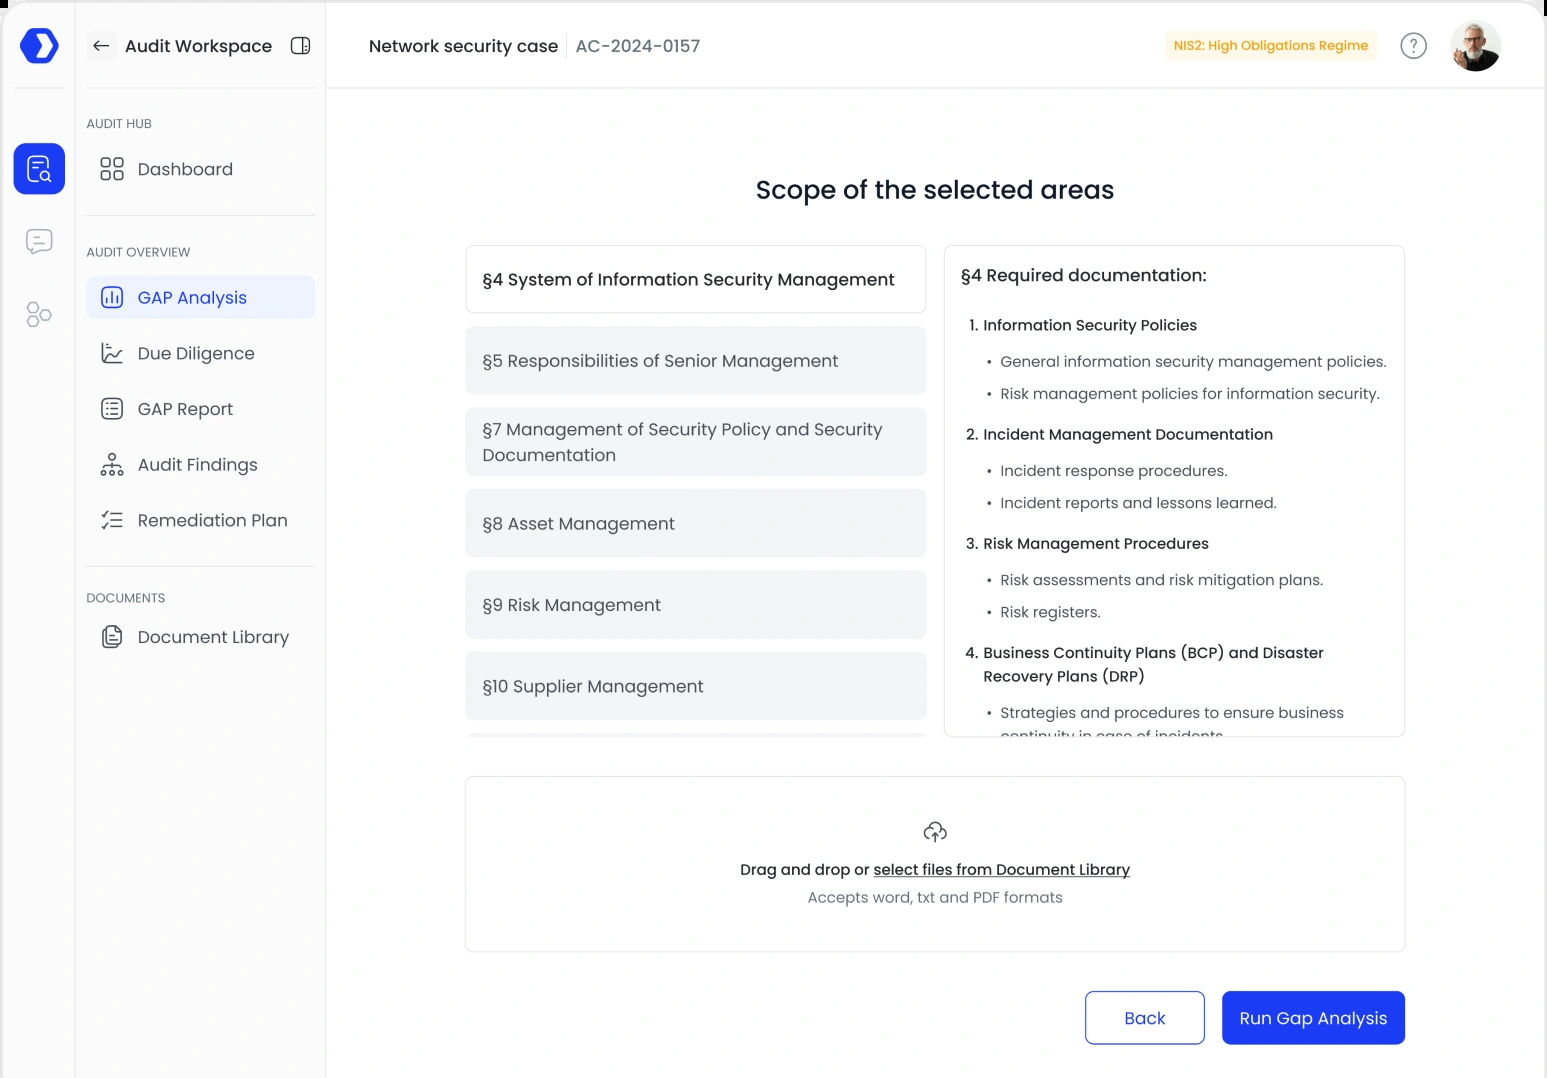 Audit Workspace
Network security case
AC-2024-0157
NIS2: High Obligations Regime
?
AUDIT HUB
Dashboard
AUDIT OVERVIEW
GAP Analysis
Due Diligence
GAP Report
Audit Findings
Remediation Plan
DOCUMENTS
Document Library
Scope of the selected areas
§4 System of Information Security Management
§5 Responsibilities of Senior Management
§7 Management of Security Policy and Security
Documentation
§8 Asset Management
§9 Risk Management
§10 Supplier Management
§4 Required documentation:
1. Information Security Policies
• General information security management policies.
• Risk management policies for information security.
2. Incident Management Documentation
• Incident response procedures.
• Incident reports and lessons learned.
3. Risk Management Procedures
• Risk assessments and risk mitigation plans.
• Risk registers.
4. Business Continuity Plans (BCP) and Disaster
Recovery Plans (DRP)
• Strategies and procedures to ensure business
continuity in case of incidents.
Drag and drop or select files from Document Library
Accepts word, txt and PDF formats
Back
Run Gap Analysis